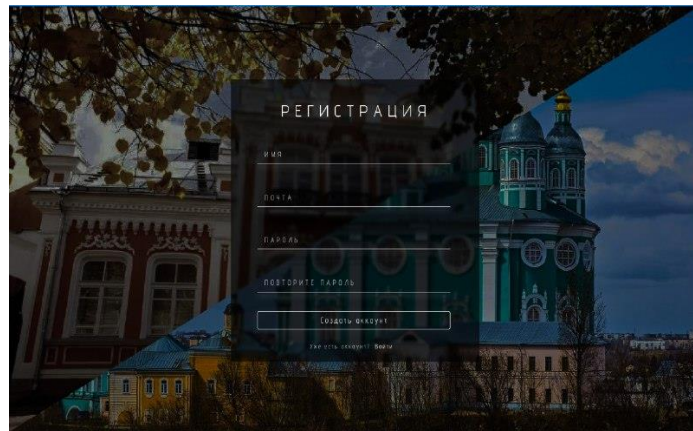 РЕГИСТРАЦИЯ
ИМЯ
ПОЧТА
ПАРОЛЬ
ПОВТОРИТЕ ПАРОЛЬ
Создать аккаунт
Уже есть аккаунт? Войти